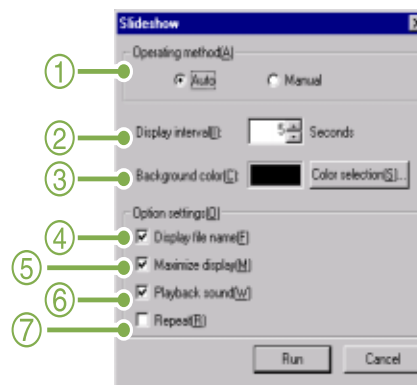 Slideshow
Operating method(A)
① Auto Manual
② Display interval(I): 5 Seconds
③ Background color(C): Color selection(S)...
Option settings(O)
④ Display file name(F)
⑤ Maximize display(M)
⑥ Playback sound(W)
⑦ Repeat(R)
Run Cancel